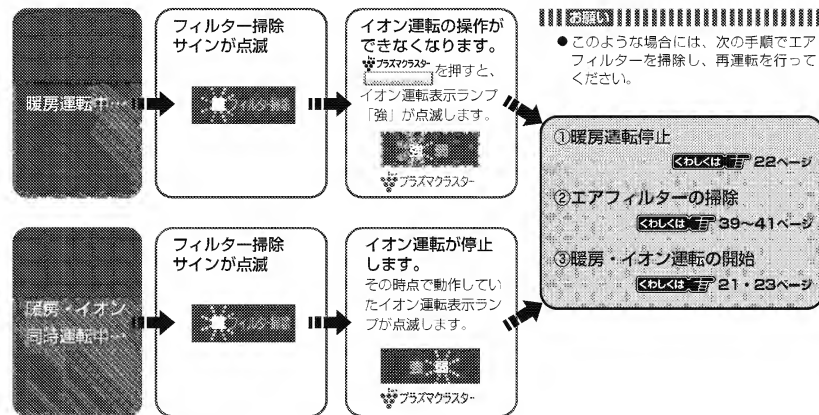 暖房運転中…
フィルター掃除
サインが点滅
フィルター掃除
イオン運転の操作が
できなくなります。
プラズマクラスター
を押すと、
イオン運転表示ランプ
「強」が点滅します。
強
プラズマクラスター
お願い
●このような場合には、次の手順でエア
フィルターを掃除し、再運転を行って
ください。
①暖房運転停止
くわしくは 22ページ
②エアフィルターの掃除
くわしくは 39~41ページ
③暖房・イオン運転の開始
くわしくは 21・23ページ
暖房・イオン
同時運転中…
フィルター掃除
サインが点滅
フィルター掃除
イオン運転が停止
します。
その時点で動作してい
たイオン運転表示ラン
プが点滅します。
強
プラズマクラスター